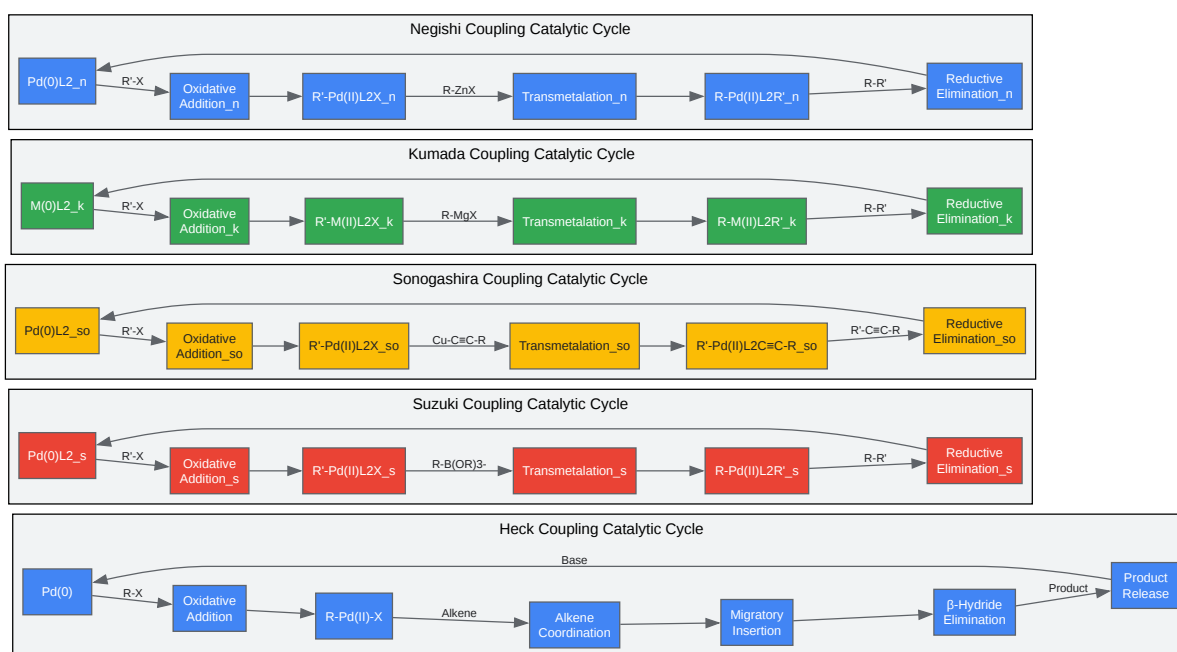 Negishi Coupling Catalytic Cycle
Pd(0)L2_n
R'-X
Oxidative
Addition_n
R'-Pd(II)L2X_n
R-ZnX
Transmetalation_n
R-Pd(II)L2R'_n
R-R'
Reductive
Elimination_n
Kumada Coupling Catalytic Cycle
M(0)L2_k
R'-X
Oxidative
Addition_k
R'-M(II)L2X_k
R-MgX
Transmetalation_k
R-M(II)L2R'_k
R-R'
Reductive
Elimination_k
Sonogashira Coupling Catalytic Cycle
Pd(0)L2_so
R'-X
Oxidative
Addition_so
R'-Pd(II)L2X_so
Cu-C≡C-R
Transmetalation_so
R'-Pd(II)L2C≡C-R_so
R'-C≡C-R
Reductive
Elimination_so
Suzuki Coupling Catalytic Cycle
Pd(0)L2_s
R'-X
Oxidative
Addition_s
R'-Pd(II)L2X_s
R-B(OR)3-
Transmetalation_s
R-Pd(II)L2R'_s
R-R'
Reductive
Elimination_s
Heck Coupling Catalytic Cycle
Base
Pd(0)
R-X
Oxidative
Addition
R-Pd(II)-X
Alkene
Alkene
Coordination
Migratory
Insertion
β-Hydride
Elimination
Product
Product
Release